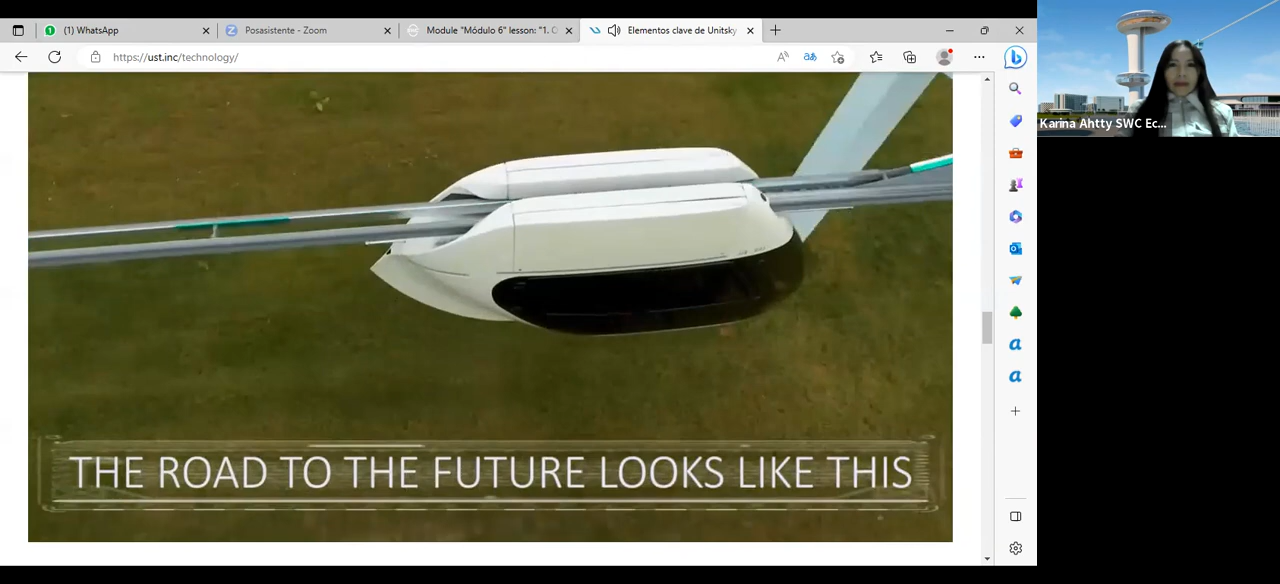 (1) WhatsApp
Posasistente - Zoom
Module "Módulo 6" lesson: "1. C
Elementos clave de Unitsky
https://ust.inc/technology/
Karina Ahtty SWC Ec...
THE ROAD TO THE FUTURE LOOKS LIKE THIS